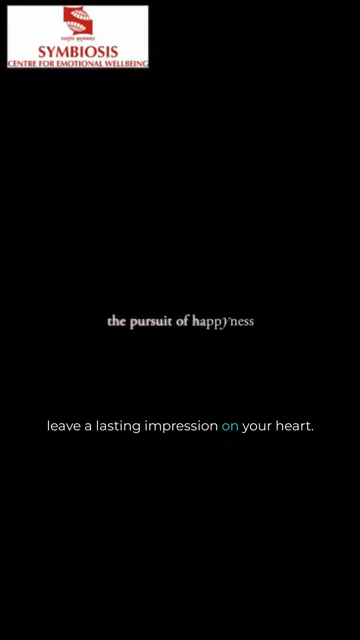 SYMBIOSIS
CENTRE FOR EMOTIONAL WELLBEING
the pursuit of happyness
leave a lasting impression on your heart.